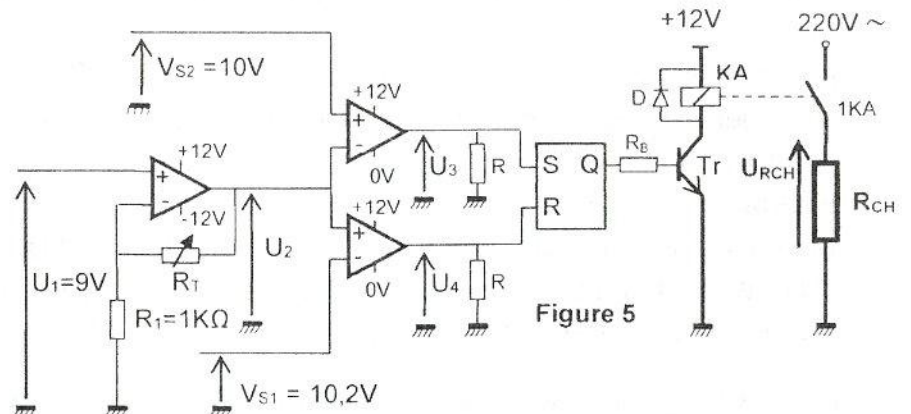 +12V
220V ~
V_S2 = 10V
+12V
KA
D
1KA
+
-
+12V
0V
U_3
R
S
Q
R
R_B
Tr
U_RCH
R_CH
+
-
-12V
+12V
+
-
0V
U_2
U_4
R
U_1=9V
R_T
R_1=1KΩ
Figure 5
V_S1 = 10,2V